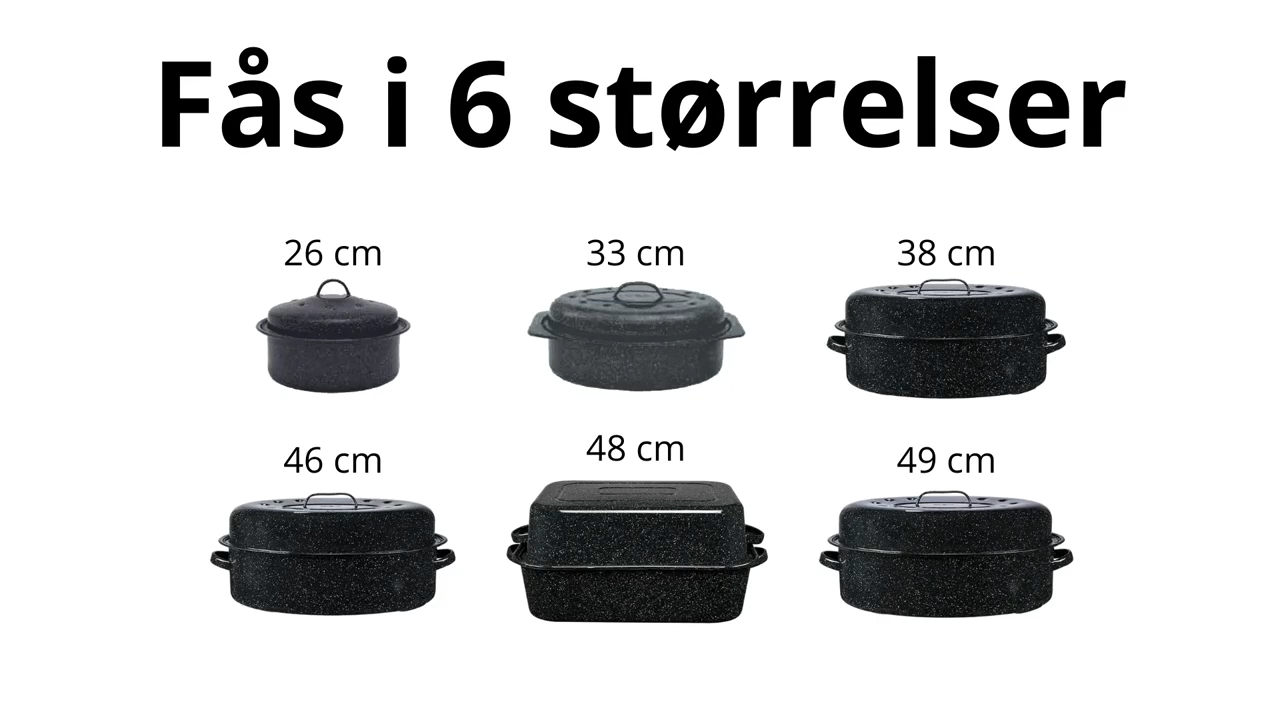 Fås i 6 størrelser
26 cm
33 cm
38 cm
46 cm
48 cm
49 cm